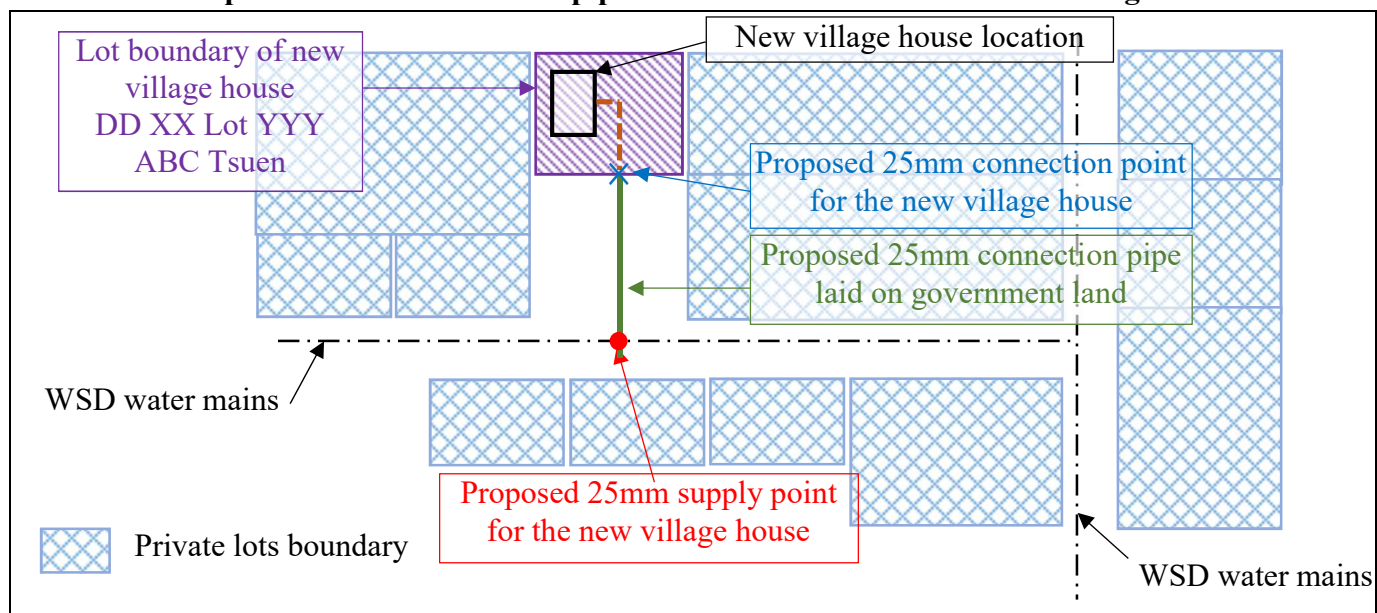 New village house location
Lot boundary of new
village house
DD XX Lot YYY
ABC Tsuen
Proposed 25mm connection point
for the new village house
Proposed 25mm connection pipe
laid on government land
WSD water mains
Proposed 25mm supply point
for the new village house
Private lots boundary
WSD water mains